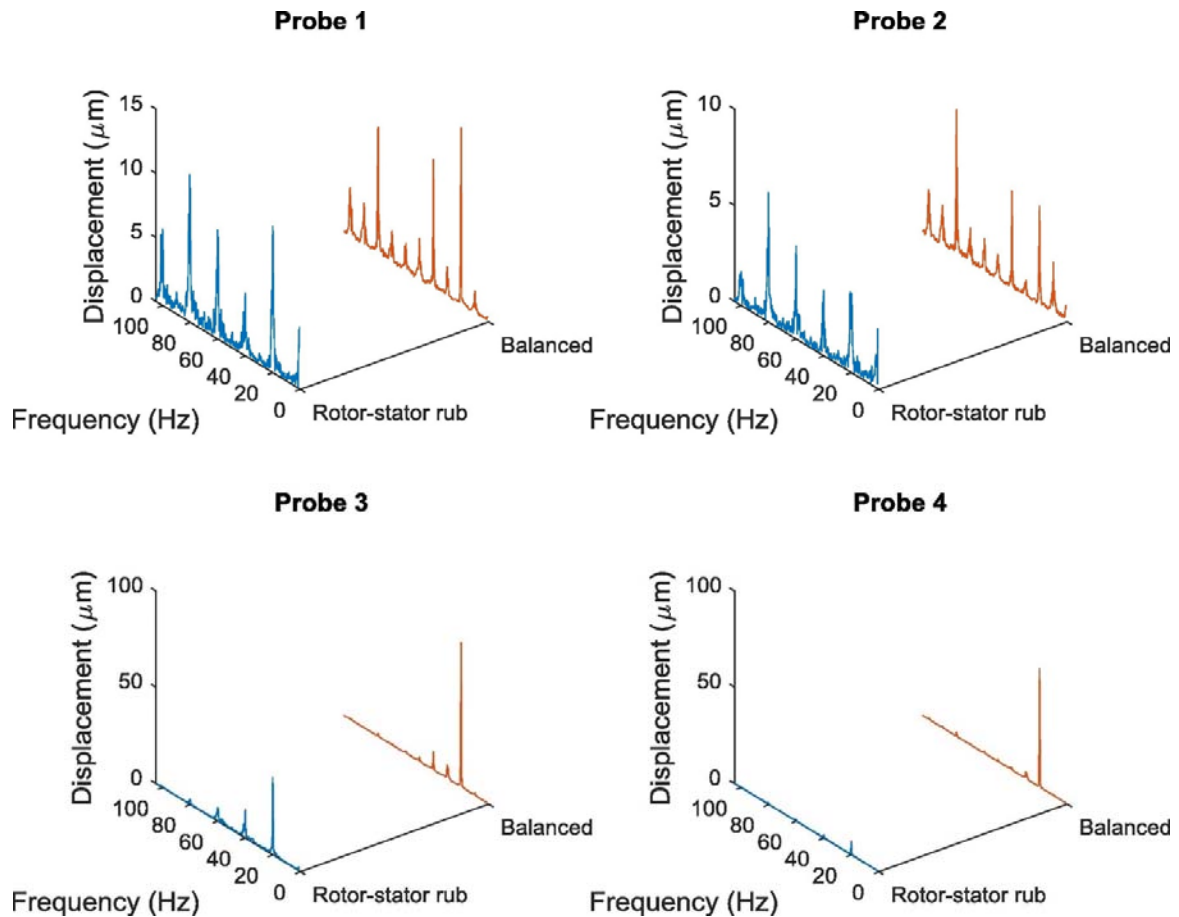 Probe 1
Displacement (μm)
15
10
5
0
100
80
60
40
20
0
Frequency (Hz)
Rotor-stator rub
Balanced
Probe 2
Displacement (μm)
10
5
0
100
80
60
40
20
0
Frequency (Hz)
Rotor-stator rub
Balanced
Probe 3
Displacement (μm)
100
50
0
100
80
60
40
20
0
Frequency (Hz)
Rotor-stator rub
Balanced
Probe 4
Displacement (μm)
100
50
0
100
80
60
40
20
0
Frequency (Hz)
Rotor-stator rub
Balanced